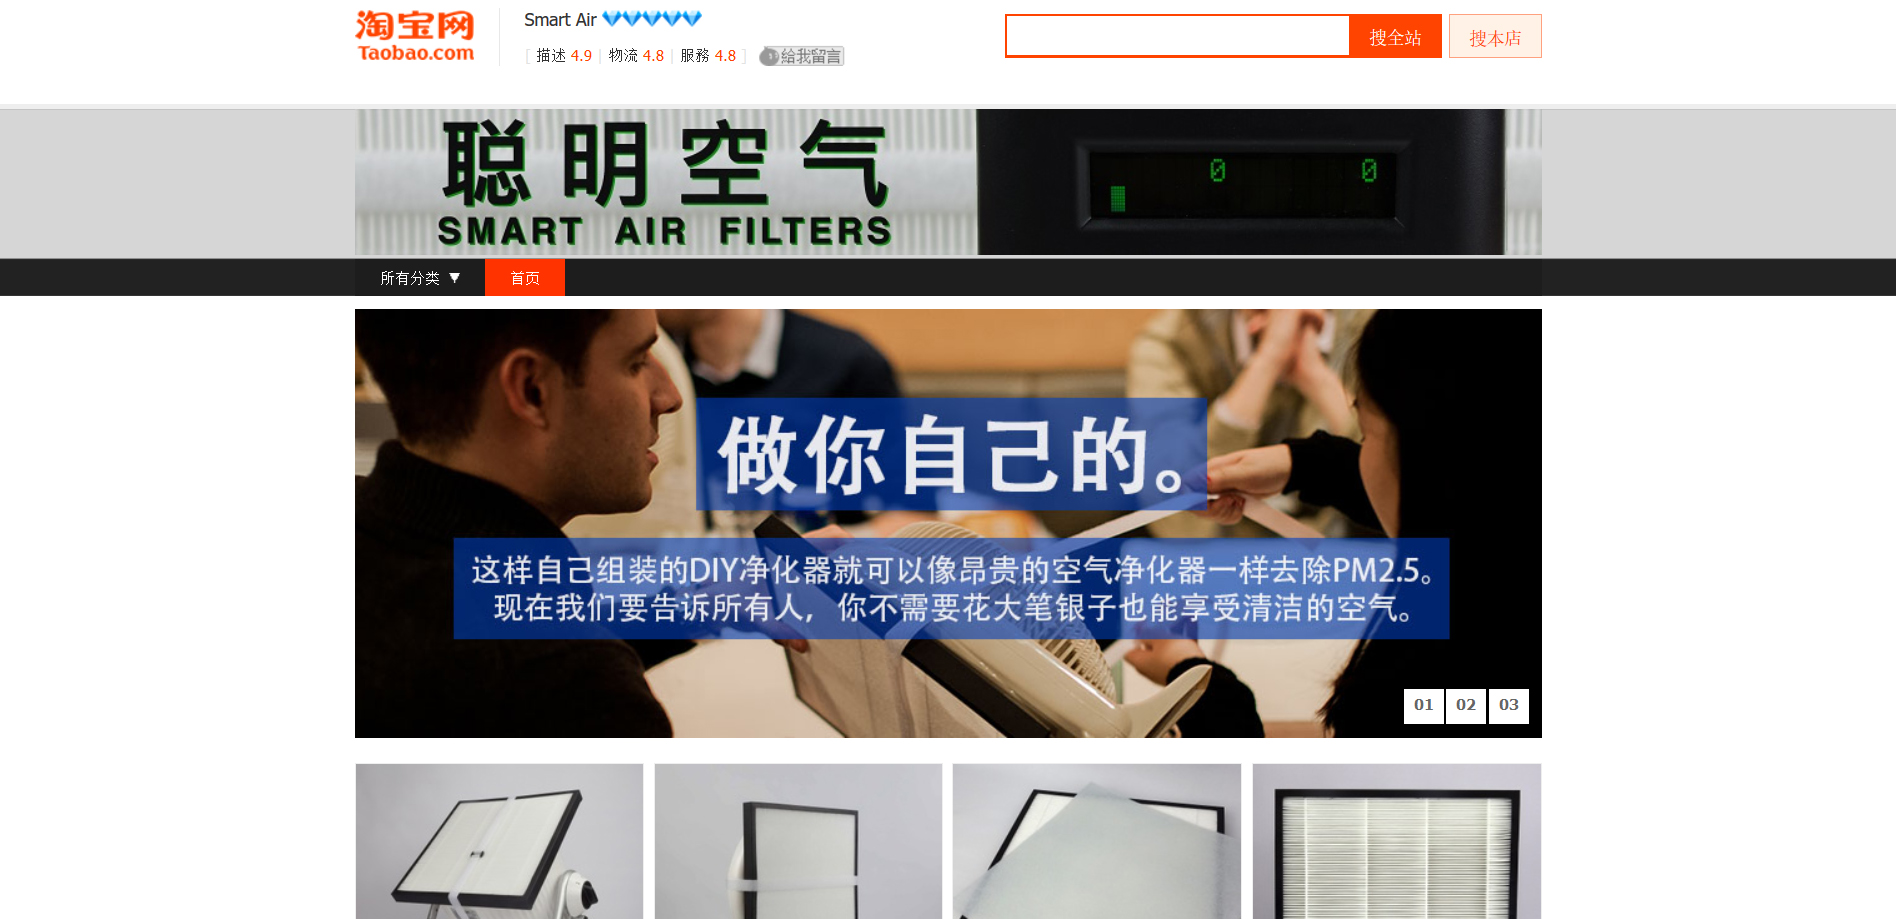 淘宝网
Taobao.com
Smart Air
[ 描述 4.9 | 物流 4.8 | 服務 4.8 ] 给我留言
搜全站 搜本店
聪明空气
SMART AIR FILTERS
0 0
所有分类 ▼ 首页
做你自己的。
这样自己组装的DIY净化器就可以像昂贵的空气净化器一样去除PM2.5。
现在我们要告诉所有人，你不需要花大笔银子也能享受清洁的空气。
01 02 03